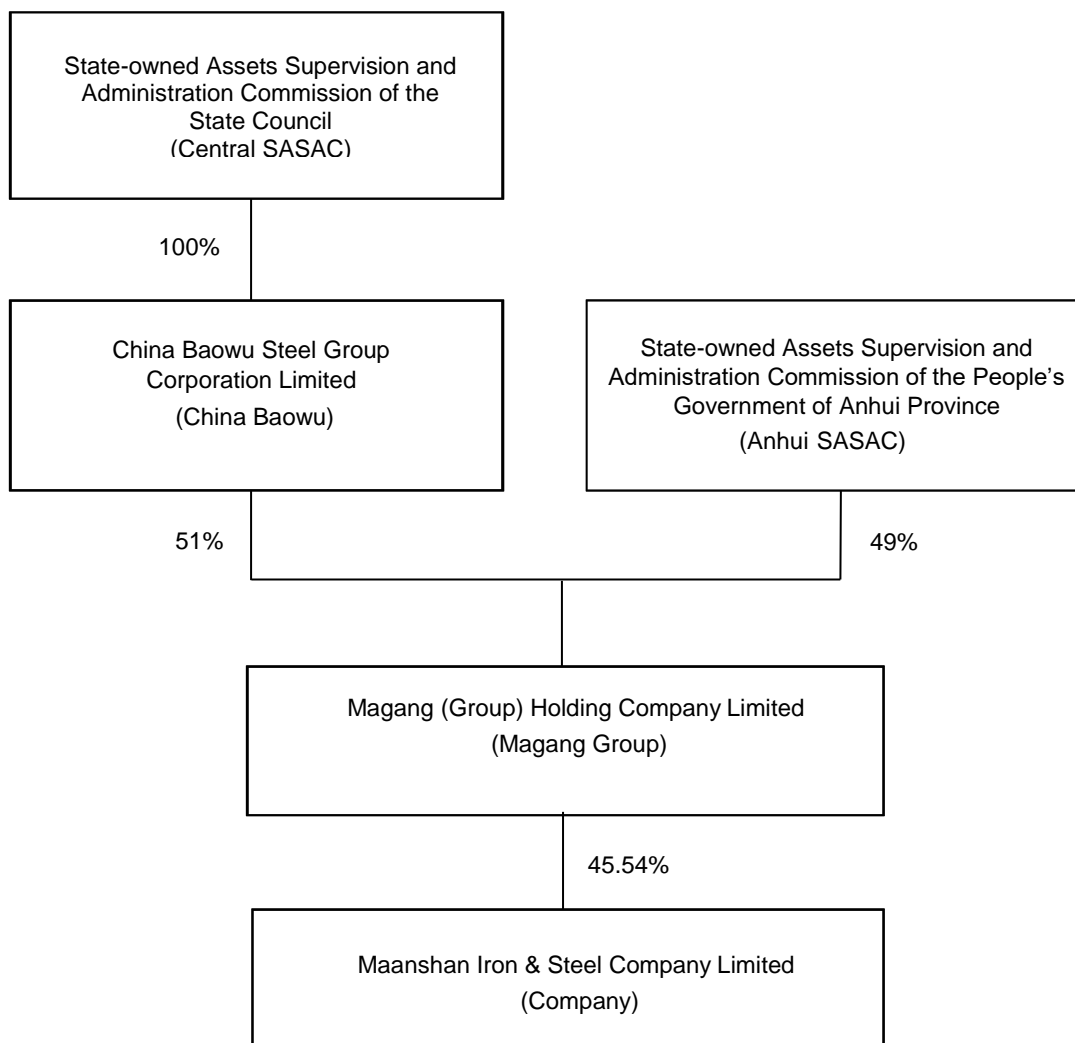 State-owned Assets Supervision and
Administration Commission of the
State Council
(Central SASAC)
100%
China Baowu Steel Group
Corporation Limited
(China Baowu)
State-owned Assets Supervision and
Administration Commission of the People's
Government of Anhui Province
(Anhui SASAC)
51%
49%
Magang (Group) Holding Company Limited
(Magang Group)
45.54%
Maanshan Iron & Steel Company Limited
(Company)